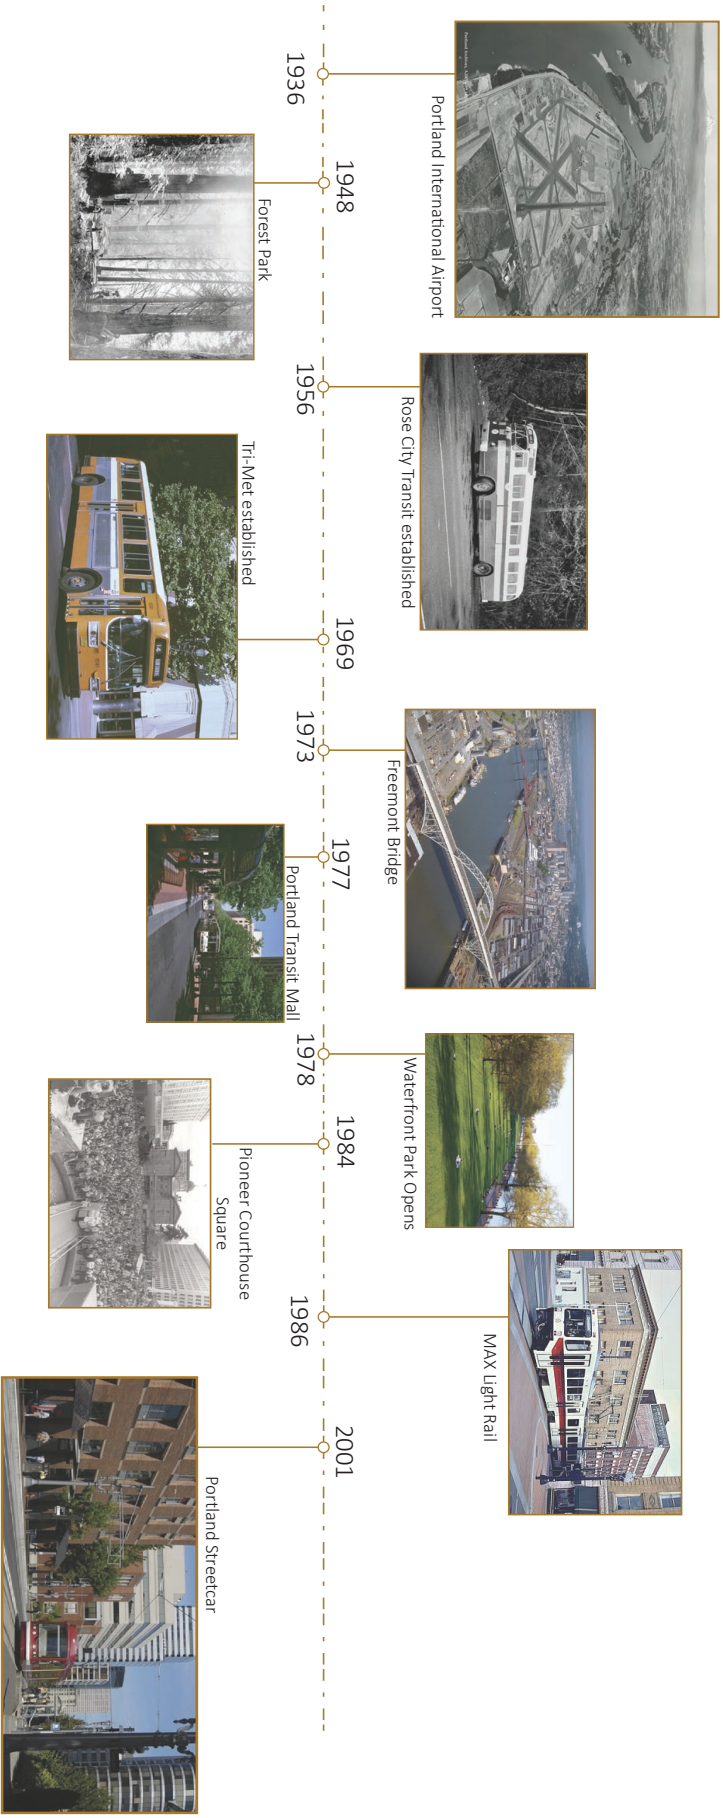 1936
Portland International Airport
1948
Forest Park
1956
Rose City Transit established
1969
Tri-Met established
1973
Freemont Bridge
1977
Portland Transit Mall
1978
Waterfront Park Opens
1984
Pioneer Courthouse
Square
1986
MAX Light Rail
2001
Portland Streetcar